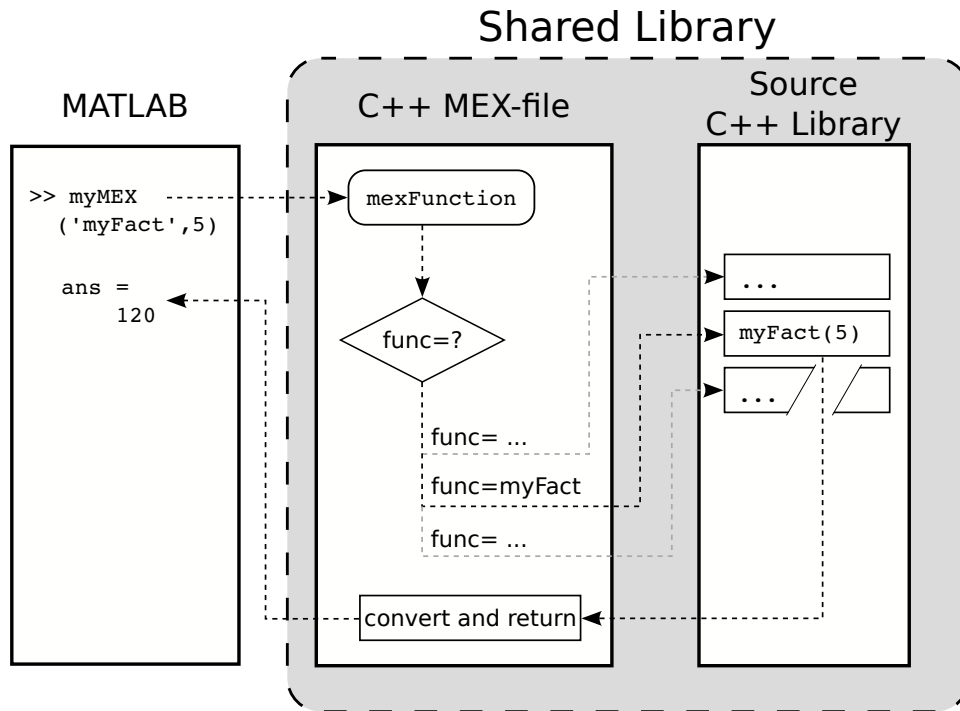 Shared Library
MATLAB
C++ MEX-file
Source
C++ Library
>> myMEX
('myFact',5)
ans =
120
mexFunction
func=?
func= ...
func=myFact
func= ...
convert and return
...
myFact(5)
...